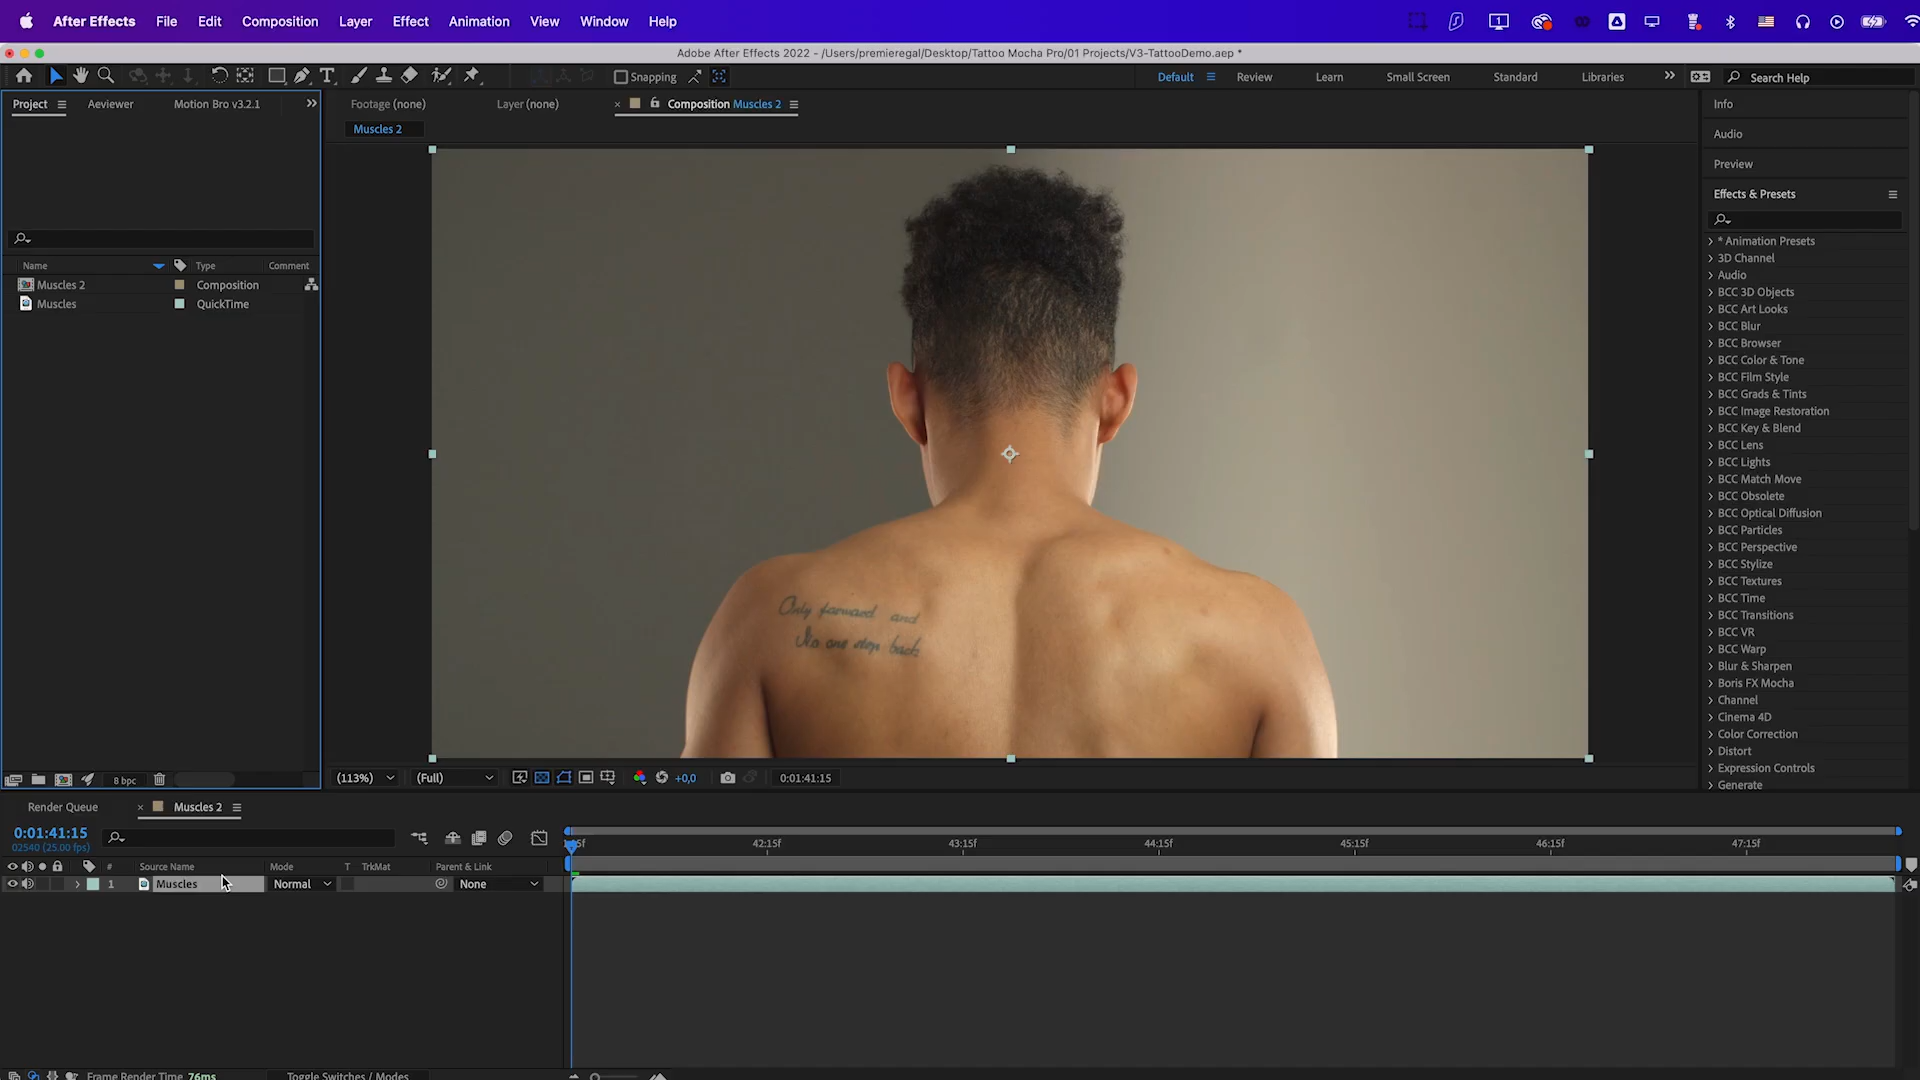 After Effects File Edit Composition Layer Effect Animation View Window Help
Adobe After Effects 2022 - /Users/premieregal/Desktop/Tattoo Mocha Pro/01 Projects/V3-TattooDemo.aep *
Snapping Default Review Learn Small Screen Standard Libraries Search Help
Project Aeviewer Motion Bro v3.2.1
Footage (none) Layer (none) Composition Muscles 2
Muscles 2
Name Type Comment
Muscles 2 Composition
Muscles QuickTime
Only forward and
No one step back
8 bpc
(113%) (Full) +0,0 0:01:41:15
Info
Audio
Preview
Effects & Presets
* Animation Presets
3D Channel
Audio
BCC 3D Objects
BCC Art Looks
BCC Blur
BCC Browser
BCC Color & Tone
BCC Film Style
BCC Grads & Tints
BCC Image Restoration
BCC Key & Blend
BCC Lens
BCC Lights
BCC Match Move
BCC Obsolete
BCC Optical Diffusion
BCC Particles
BCC Perspective
BCC Stylize
BCC Textures
BCC Time
BCC Transitions
BCC VR
BCC Warp
Blur & Sharpen
Boris FX Mocha
Channel
Cinema 4D
Color Correction
Distort
Expression Controls
Generate
Render Queue Muscles 2
0:01:41:15
02540 (25.00 fps)
42:15f 43:15f 44:15f 45:15f 46:15f 47:15f
# Source Name Mode T TrkMat Parent & Link
1 Muscles Normal None
Frame Render Time 76ms Toggle Switches / Modes